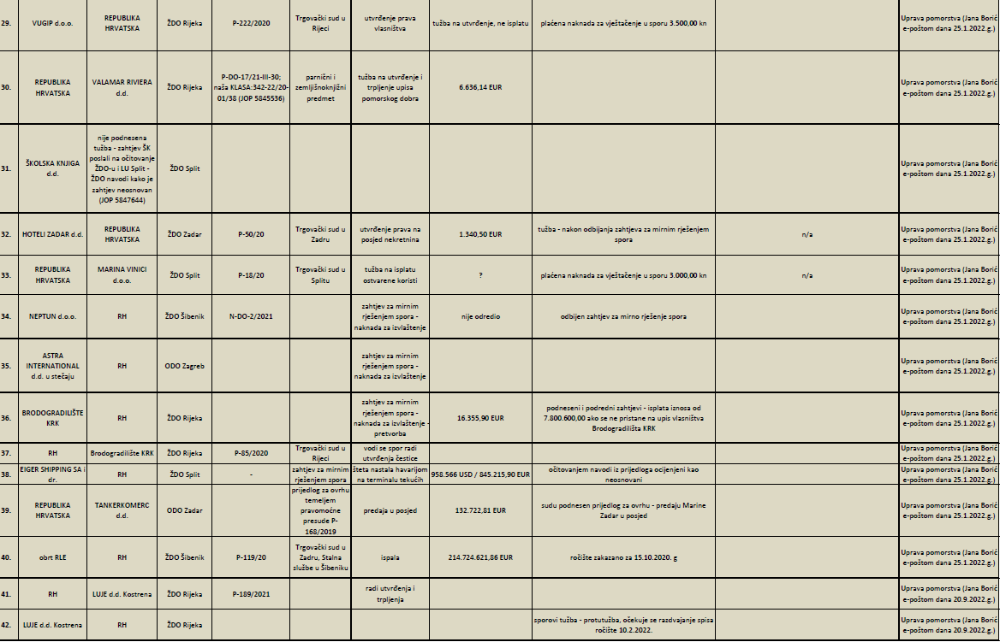 29.
VUGIP d.o.o.
REPUBLIKA
HRVATSKA
ŽDO Rijeka
P-222/2020
Trgovački sud u
Rijeci
utvrđenje prava
vlasništva
tužba na utvrđenje, ne isplatu
plaćena naknada za vještačenje u sporu 3.500,00 kn
Uprava pomorstva (Jana Borić
e-poštom dana 25.1.2022.g.)
30.
REPUBLIKA
HRVATSKA
VALAMAR RIVIERA
d.d.
ŽDO Rijeka
P-DO-17/21-III-30;
naša KLASA:342-22/20-
01/38 (JOP 5845536)
parnični i
zemljišnoknjižni
predmet
tužba na utvrđenje i
trpljenje upisa
pomorskog dobra
6.636,14 EUR
Uprava pomorstva (Jana Borić
e-poštom dana 25.1.2022.g.)
31.
ŠKOLSKA KNJIGA
d.d.
nije podnesena
tužba - zahtjev ŠK
poslali na očitovanje
ŽDO-u i LU Split -
ŽDO navodi kako je
zahtjev neosnovan
(JOP 5847644)
ŽDO Split
Uprava pomorstva (Jana Borić
e-poštom dana 25.1.2022.g.)
32.
HOTELI ZADAR d.d.
REPUBLIKA
HRVATSKA
ŽDO Zadar
P-50/20
Trgovački sud u
Zadru
utvrđenje prava na
posjed nekretnina
1.340,50 EUR
tužba - nakon odbijanja zahtjeva za mirnim rješenjem
spora
n/a
Uprava pomorstva (Jana Borić
e-poštom dana 25.1.2022.g.)
33.
REPUBLIKA
HRVATSKA
MARINA VINICI
d.o.o.
ŽDO Split
P-18/20
Trgovački sud u
Splitu
tužba na isplatu
ostvarene koristi
?
plaćena naknada za vještačenje u sporu 3.000,00 kn
n/a
Uprava pomorstva (Jana Borić
e-poštom dana 25.1.2022.g.)
34.
NEPTUN d.o.o.
RH
ŽDO Šibenik
N-DO-2/2021
zahtjev za mirnim
rješenjem spora -
naknada za izvlaštenje
nije odredio
odbijen zahtjev za mirno rješenje spora
Uprava pomorstva (Jana Borić
e-poštom dana 25.1.2022.g.)
35.
ASTRA
INTERNATIONAL
d.d. u stečaju
RH
ODO Zagreb
zahtjev za mirnim
rješenjem spora -
naknada za izvlaštenje
Uprava pomorstva (Jana Borić
e-poštom dana 25.1.2022.g.)
36.
BRODOGRADILIŠTE
KRK
RH
ŽDO Rijeka
zahtjev za mirnim
rješenjem spora -
naknada za izvlaštenje -
pretvorba
16.355,90 EUR
podneseni i podredni zahtjevi - isplata iznosa od
7.800.600,00 ako se ne pristane na upis vlasništva
Brodogradilišta KRK
Uprava pomorstva (Jana Borić
e-poštom dana 25.1.2022.g.)
37.
RH
Brodogradilište KRK
ŽDO Rijeka
P-85/2020
Trgovački sud u
Rijeci
vodi se spor radi
utvrđenja čestice
Uprava pomorstva (Jana Borić
e-poštom dana 25.1.2022.g.)
38.
EIGER SHIPPING SA i
dr.
RH
ŽDO Split
-
zahtjev za mirnim
rješenjem spora
šteta nastala havarijom
na terminalu tekućih
958.566 USD / 845.215,90 EUR
očitovanjem navodi iz prijedloga ocijenjeni kao
neosnovani
Uprava pomorstva (Jana Borić
e-poštom dana 25.1.2022.g.)
39.
REPUBLIKA
HRVATSKA
TANKERKOMERC
d.d.
ODO Zadar
prijedlog za ovrhu
temeljem
pravomoćne
presude P-
168/2019
predaja u posjed
132.722,81 EUR
sudu podnesen prijedlog za ovrhu - predaju Marine
Zadar u posjed
Uprava pomorstva (Jana Borić
e-poštom dana 25.1.2022.g.)
40.
obrt RLE
RH
ŽDO Šibenik
P-119/20
Trgovački sud u
Zadru, Stalna
službe u Šibeniku
ispala
214.724.621,86 EUR
ročište zakazano za 15.10.2020. g
Uprava pomorstva (Jana Borić
e-poštom dana 25.1.2022.g.)
41.
RH
LUJE d.d. Kostrena
ŽDO Rijeka
P-189/2021
radi utvrđenja i
trpljenja
Uprava pomorstva (Jana Borić
e-poštom dana 20.9.2022.g.)
42.
LUJE d.d. Kostrena
RH
ŽDO Rijeka
sporovi tužba - protutužba, očekuje se razdvajanje spisa
ročište 10.2.2022.
Uprava pomorstva (Jana Borić
e-poštom dana 20.9.2022.g.)